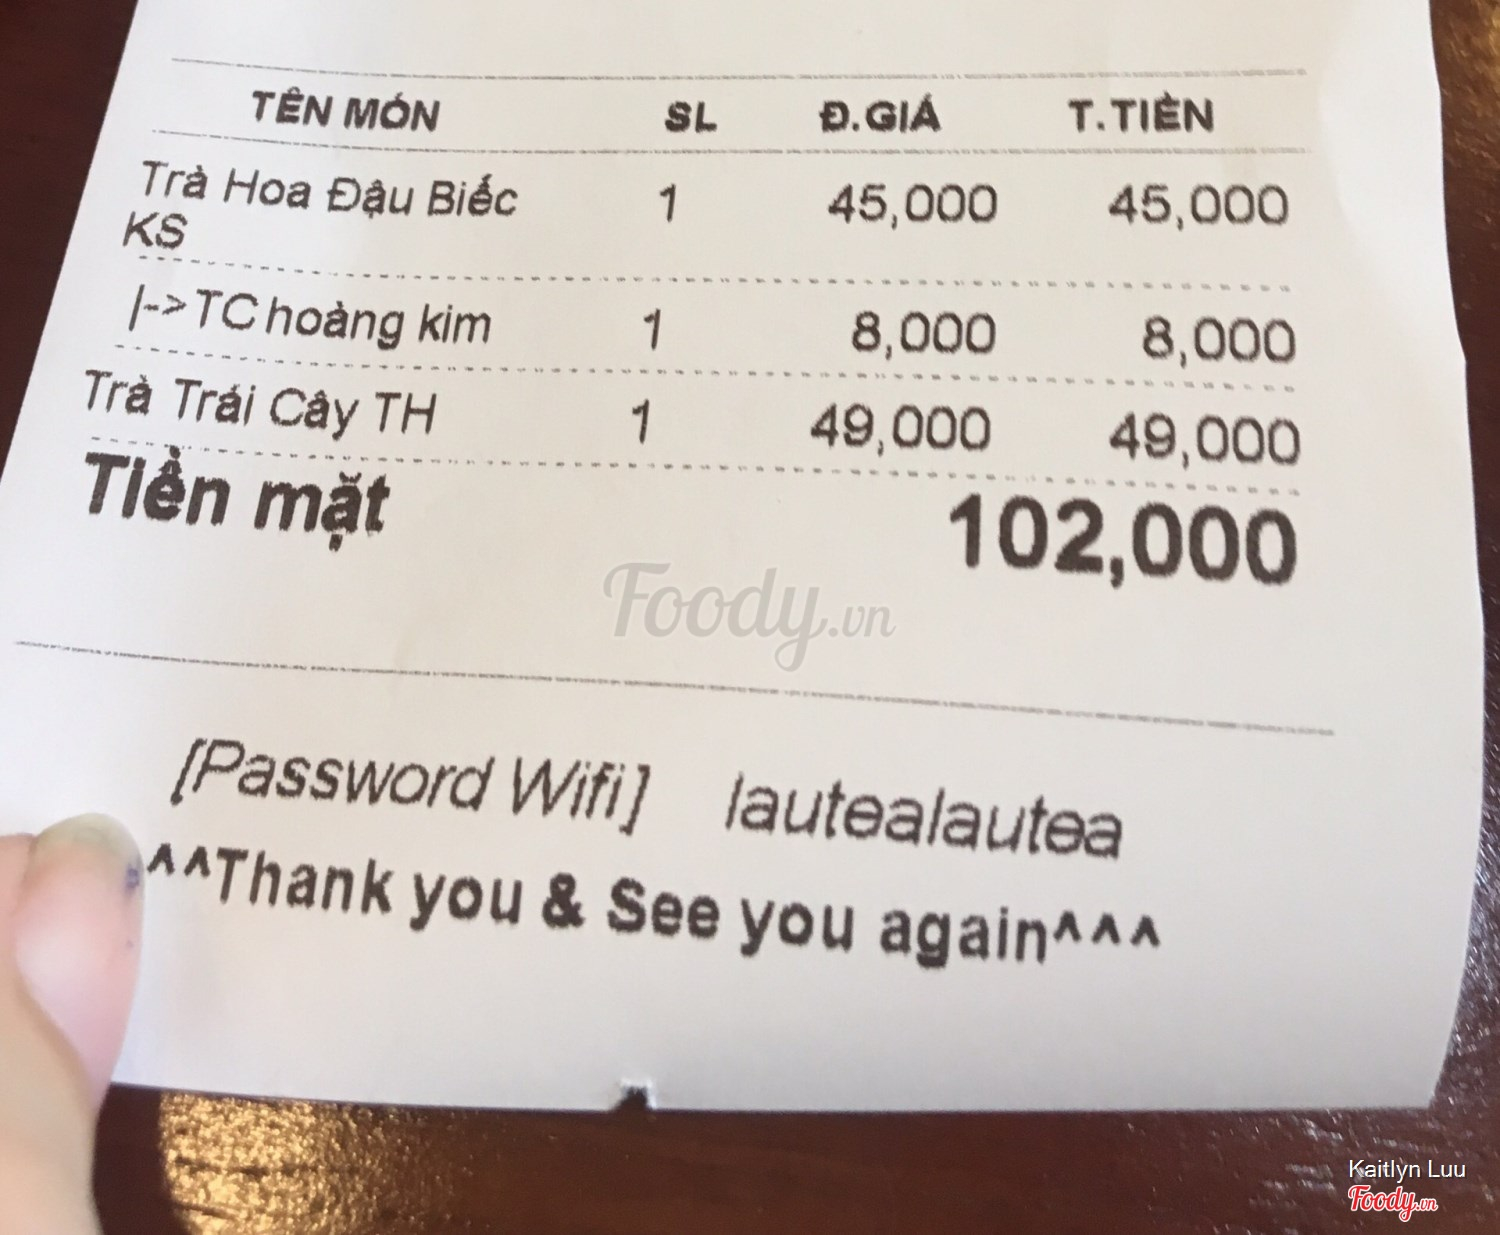 TÊN MÓN SL Đ.GIÁ T.TIỀN
Trà Hoa Đậu Biếc 1 45,000 45,000
KS
|->TC hoàng kim 1 8,000 8,000
Trà Trái Cây TH 1 49,000 49,000
Tiền mặt 102,000
Foody.vn
[Password Wifi] lautealautea
^^Thank you & See you again^^^
Kaitlyn Luu
Foody.vn